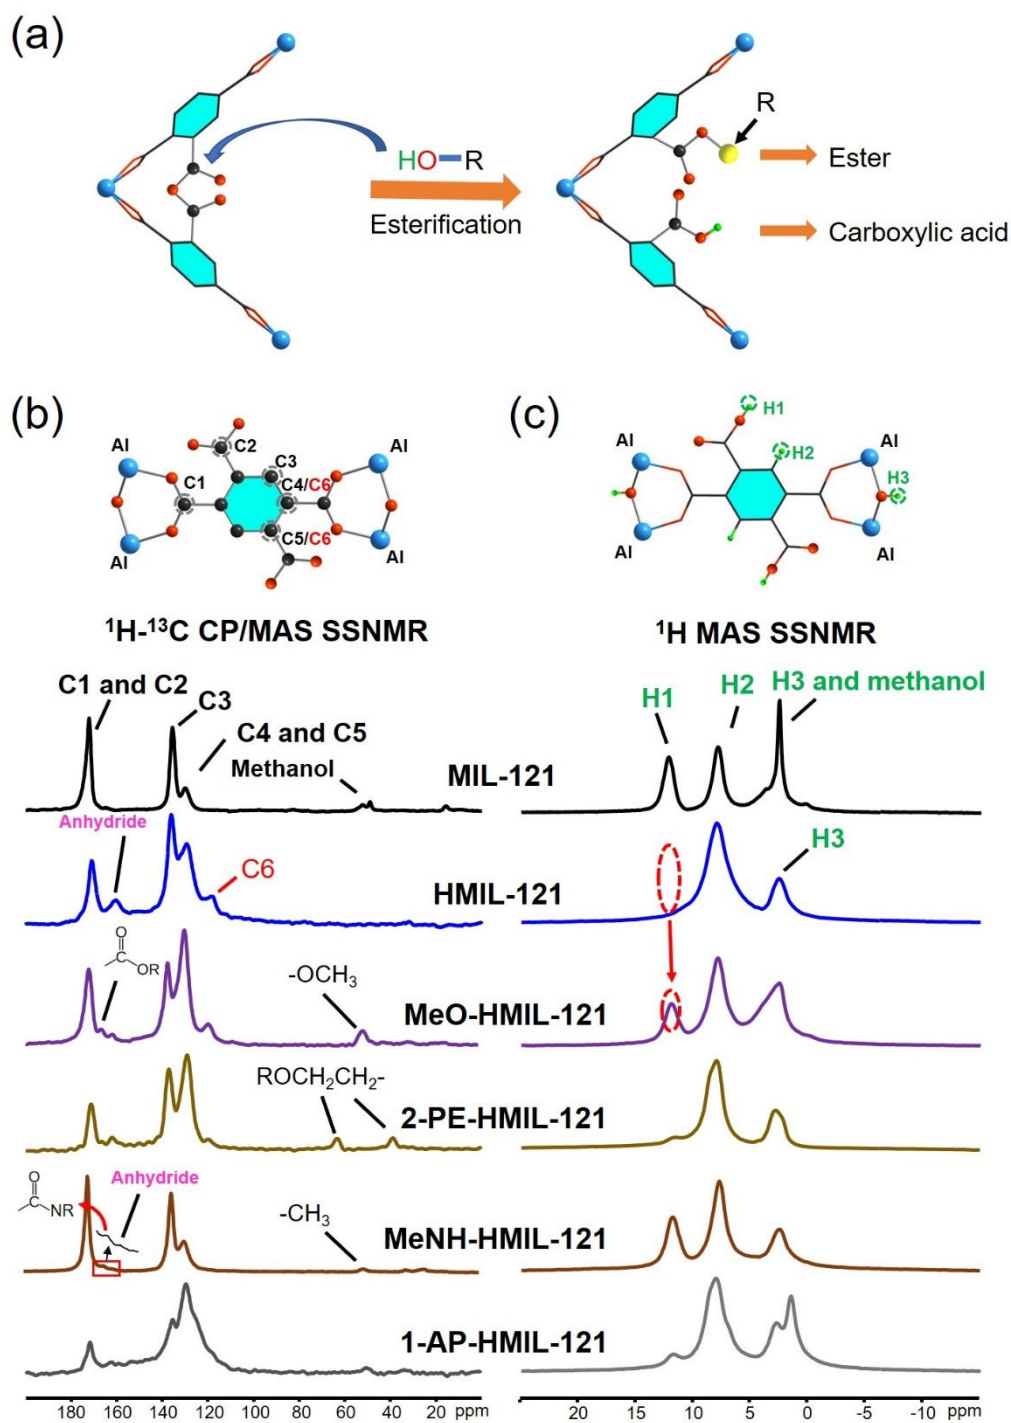 (a)
R
HO–R
Ester
Esterification
Carboxylic acid
(b)
(c)
Al
C2
C3
Al
C1
C4/C6
C5/C6
Al
Al
H1
Al
H2
Al
H3
Al
Al
¹H-¹³C CP/MAS SSNMR
¹H MAS SSNMR
C1 and C2
C3
C4 and C5
Methanol
H1
H2
H3 and methanol
MIL-121
Anhydride
C6
H3
HMIL-121
O
C
OR
-OCH₃
MeO-HMIL-121
ROCH₂CH₂-
2-PE-HMIL-121
O
C
NR
Anhydride
-CH₃
MeNH-HMIL-121
1-AP-HMIL-121
180 160 140 120 100 80 60 40 20 ppm
20 15 10 5 0 -5 -10 ppm